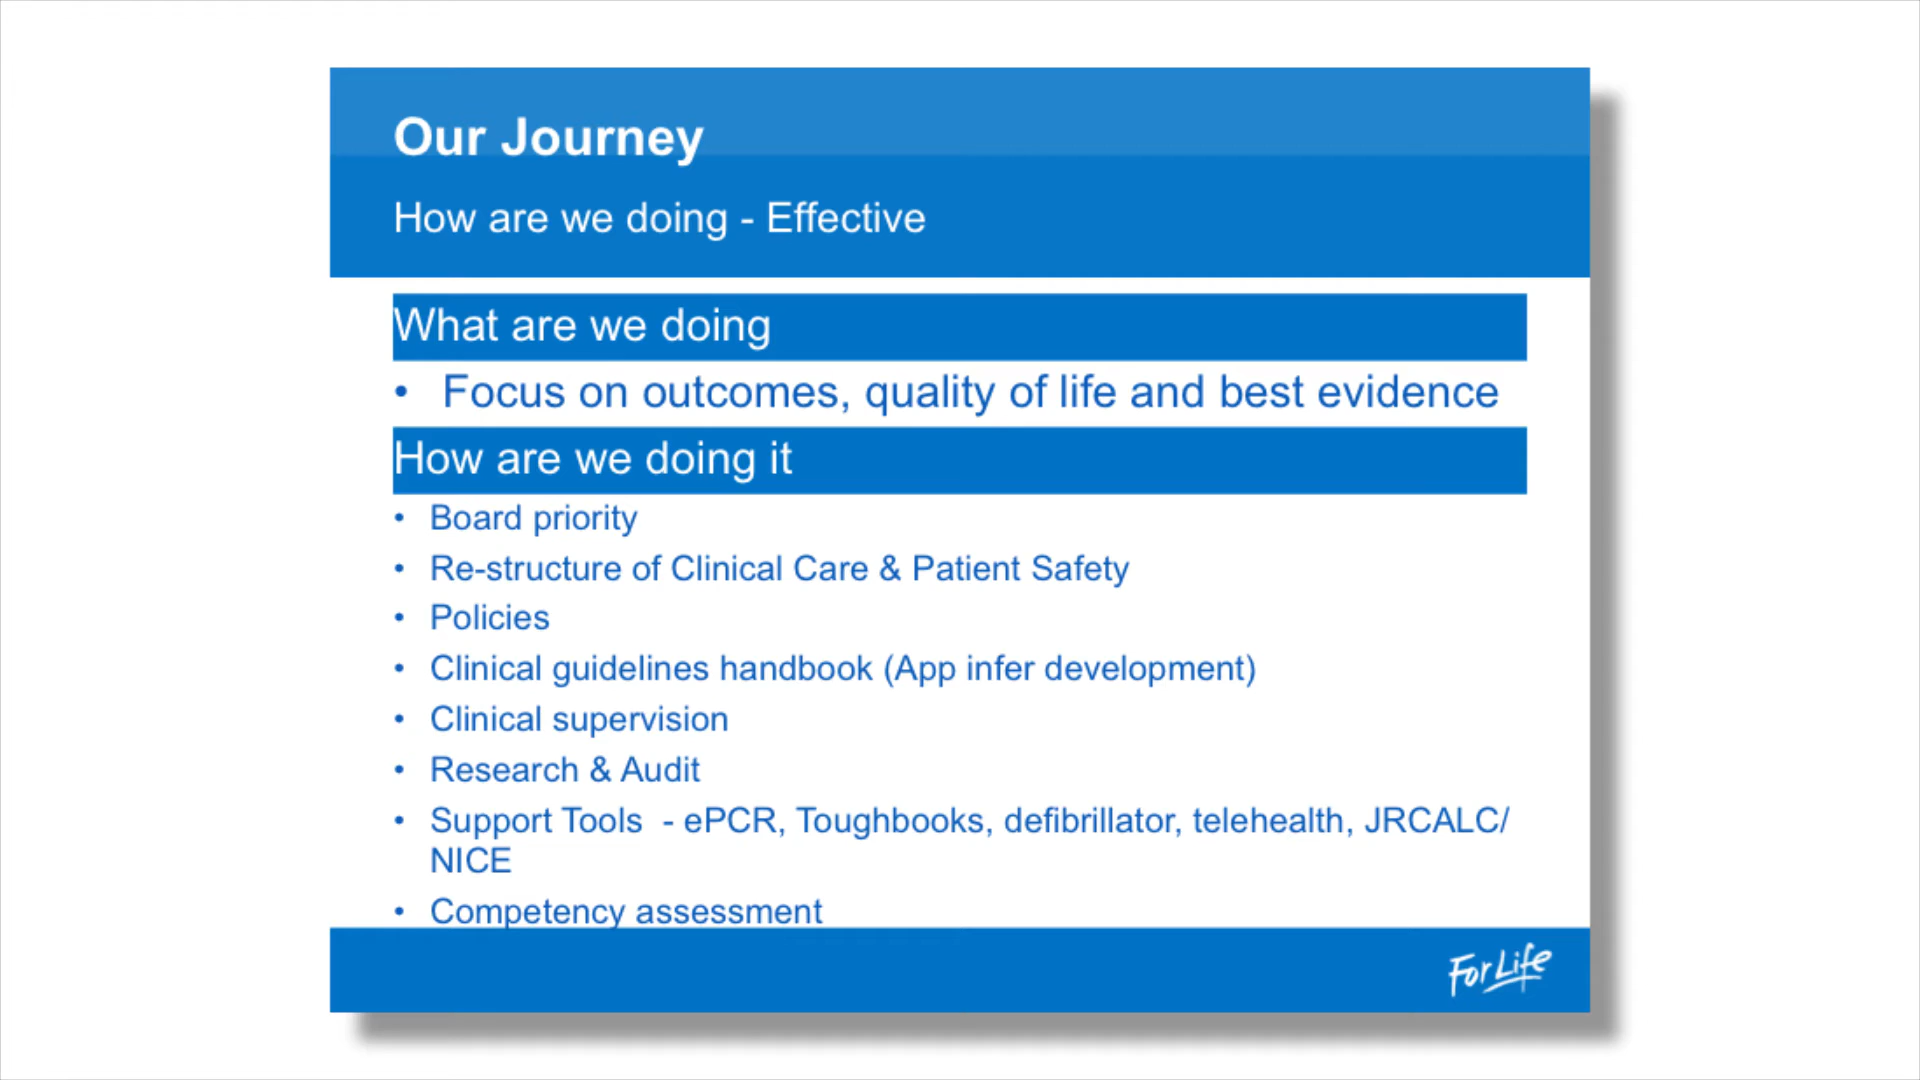 Our Journey
How are we doing - Effective
What are we doing
• Focus on outcomes, quality of life and best evidence
How are we doing it
• Board priority
• Re-structure of Clinical Care & Patient Safety
• Policies
• Clinical guidelines handbook (App infer development)
• Clinical supervision
• Research & Audit
• Support Tools  - ePCR, Toughbooks, defibrillator, telehealth, JRCALC/
NICE
• Competency assessment
For Life